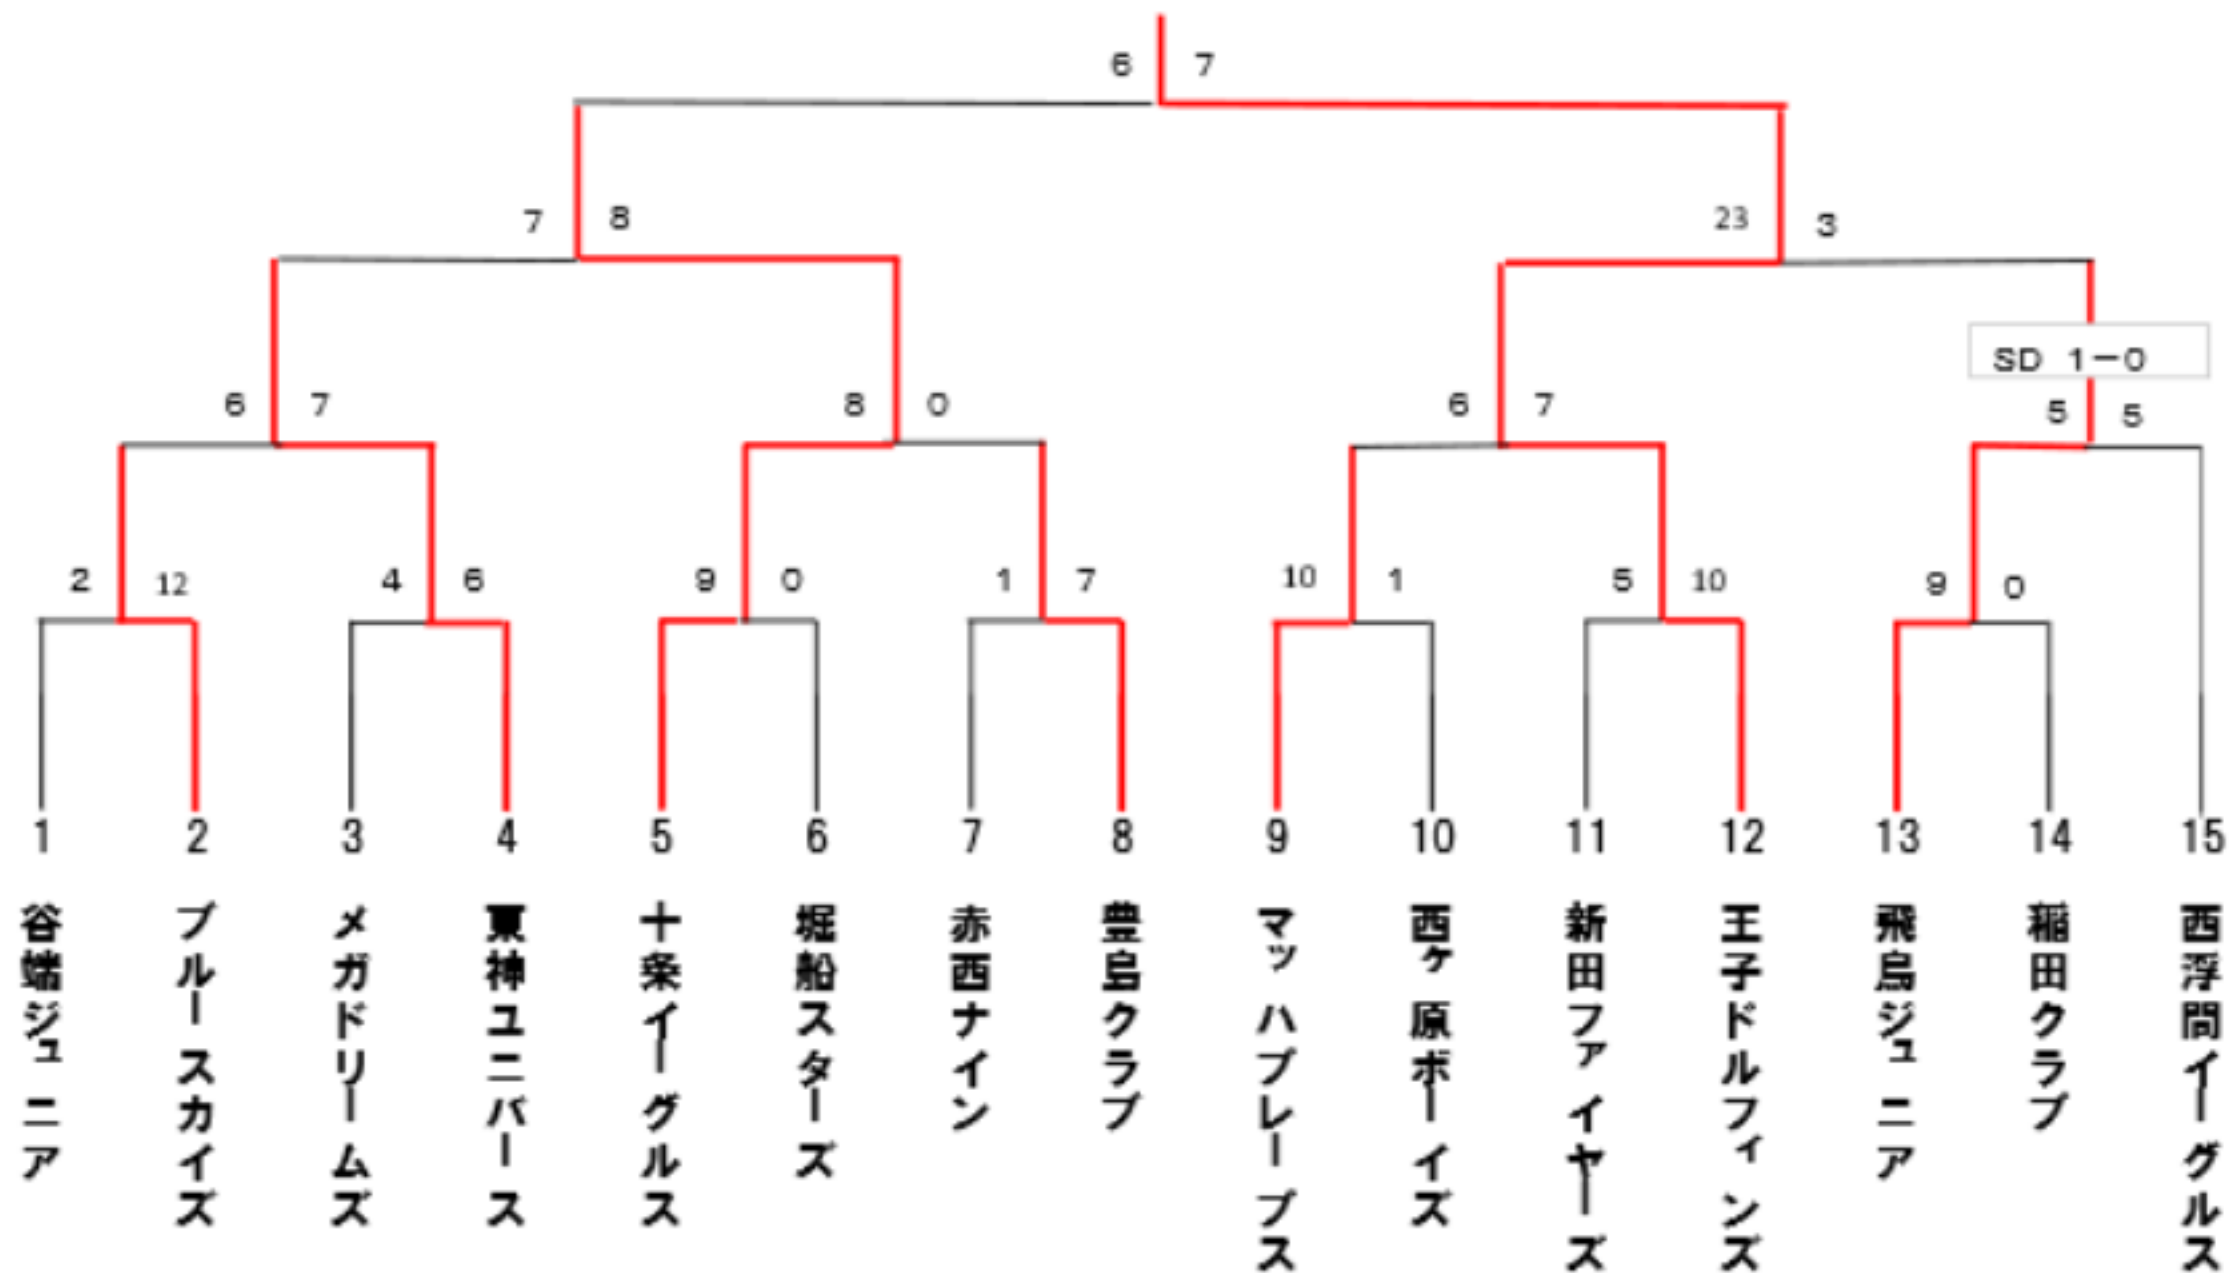 6 7
7 8
23 3
SD 1－0
6 7
8 0
6 7
5 5
2 12
4 6
9 0
1 7
10 1
5 10
9 0
1 2 3 4 5 6 7 8 9 10 11 12 13 14 15
谷端ジュニア
ブルースカイズ
メガドリームズ
東神ユニバース
十条イーグルス
堀船スターズ
赤西ナイン
豊島クラブ
マッハブレーブス
西ヶ原ボーイズ
新田ファイヤーズ
王子ドルフィンズ
飛鳥ジュニア
稲田クラブ
西浮間イーグルス